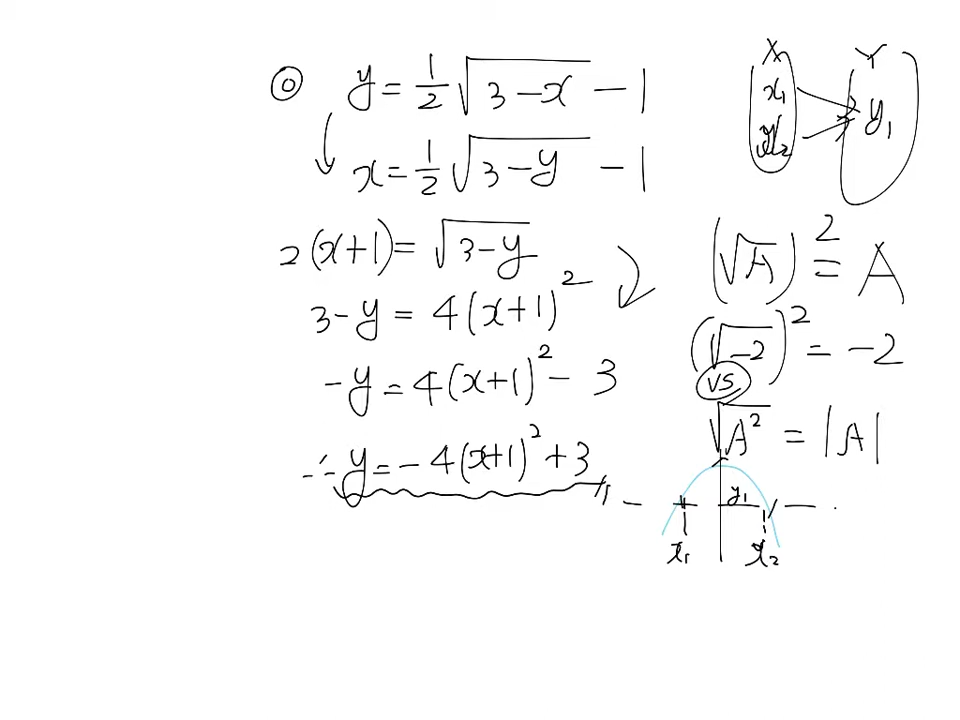 ◎ y = 1/2 √(3-x) - 1
x = 1/2 √(3-y) - 1
2(x+1) = √(3-y)
3-y = 4(x+1)²
-y = 4(x+1)² - 3
∴ y = -4(x+1)² + 3
X Y
x₁ y₁
x₂
(√A)² = A
(√-2)² = -2
vs
√A² = |A|
y₁
x₁ x₂